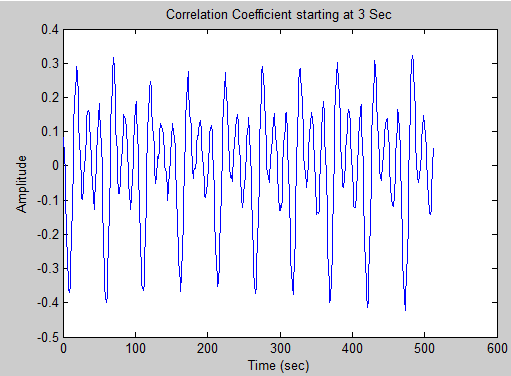 Correlation Coefficient starting at 3 Sec
0.4
0.3
0.2
0.1
0
-0.1
-0.2
-0.3
-0.4
-0.5
Amplitude
0 100 200 300 400 500 600
Time (sec)